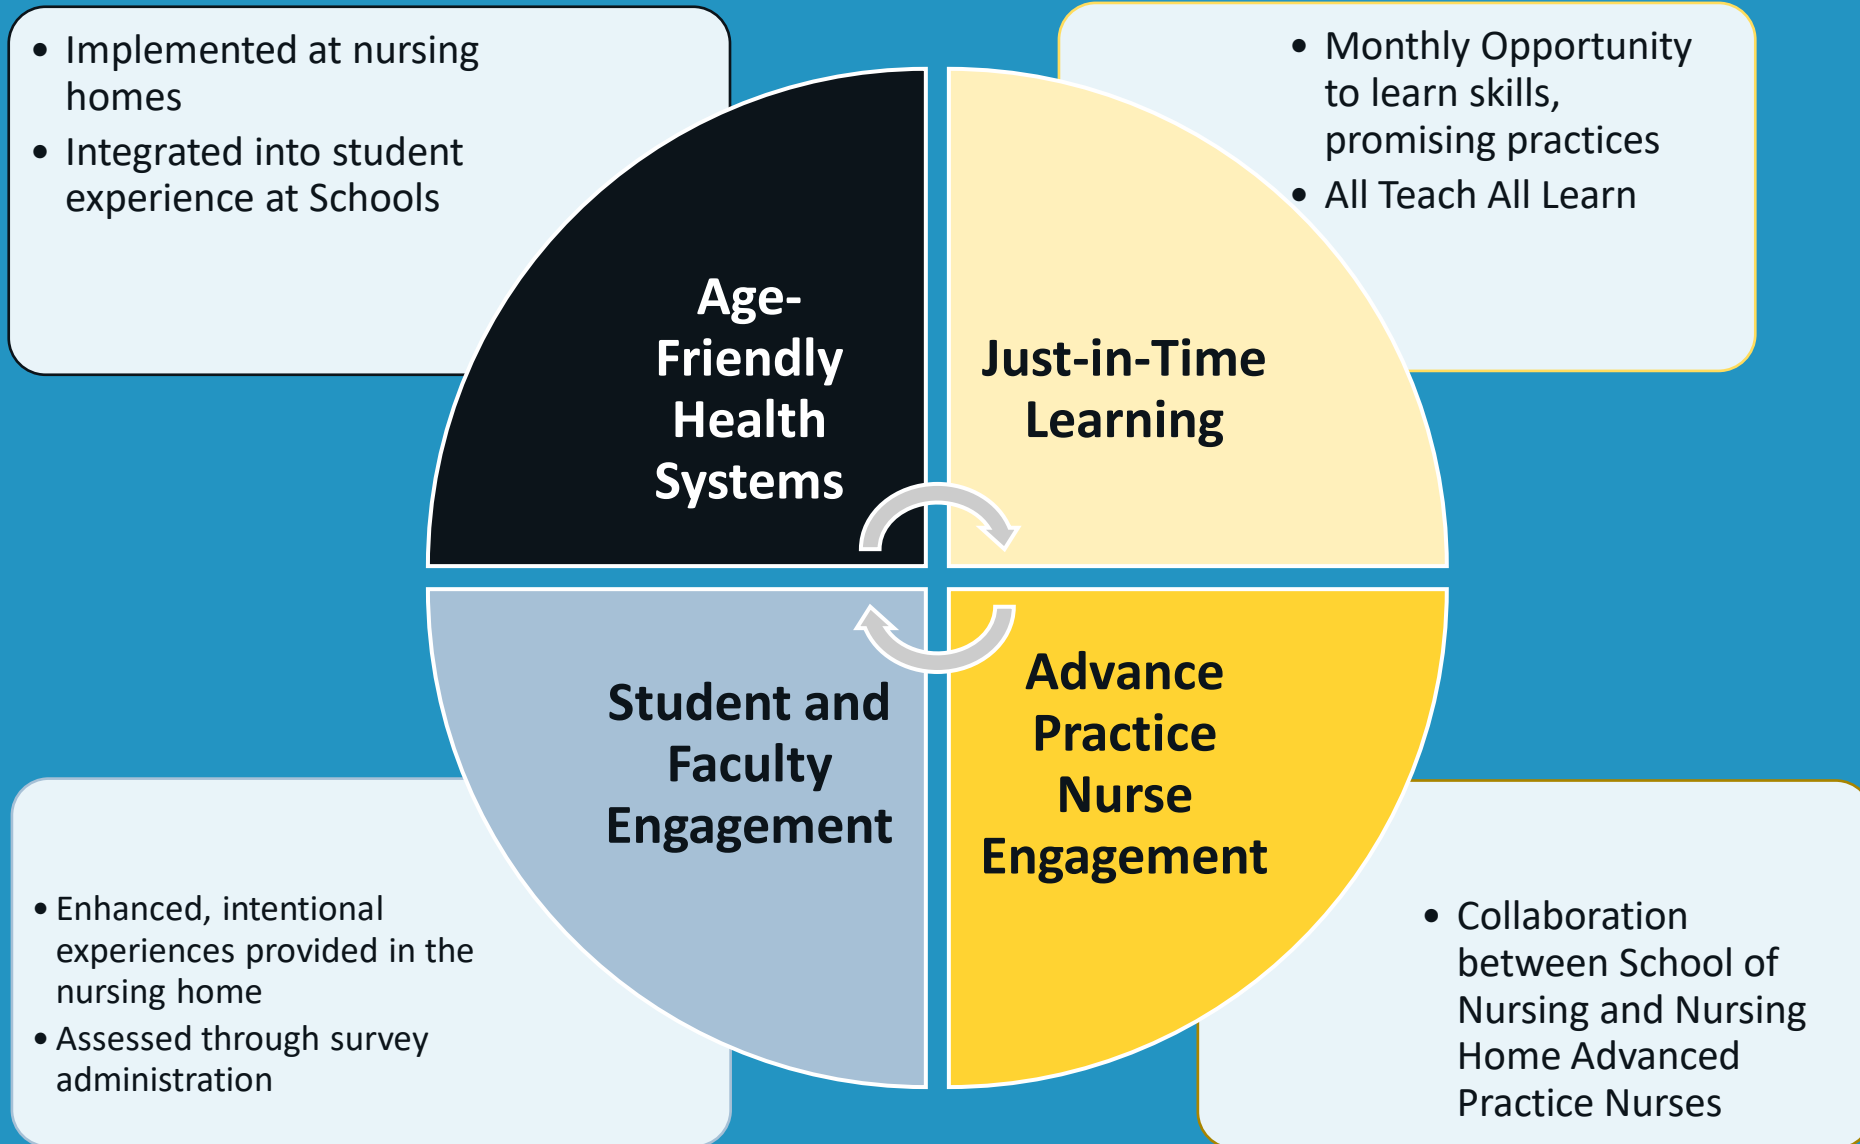 • Implemented at nursing
homes
• Integrated into student
experience at Schools
• Monthly Opportunity
to learn skills,
promising practices
• All Teach All Learn
Age-
Friendly
Health
Systems
Just-in-Time
Learning
Student and
Faculty
Engagement
Advance
Practice
Nurse
Engagement
• Enhanced, intentional
experiences provided in the
nursing home
• Assessed through survey
administration
• Collaboration
between School of
Nursing and Nursing
Home Advanced
Practice Nurses